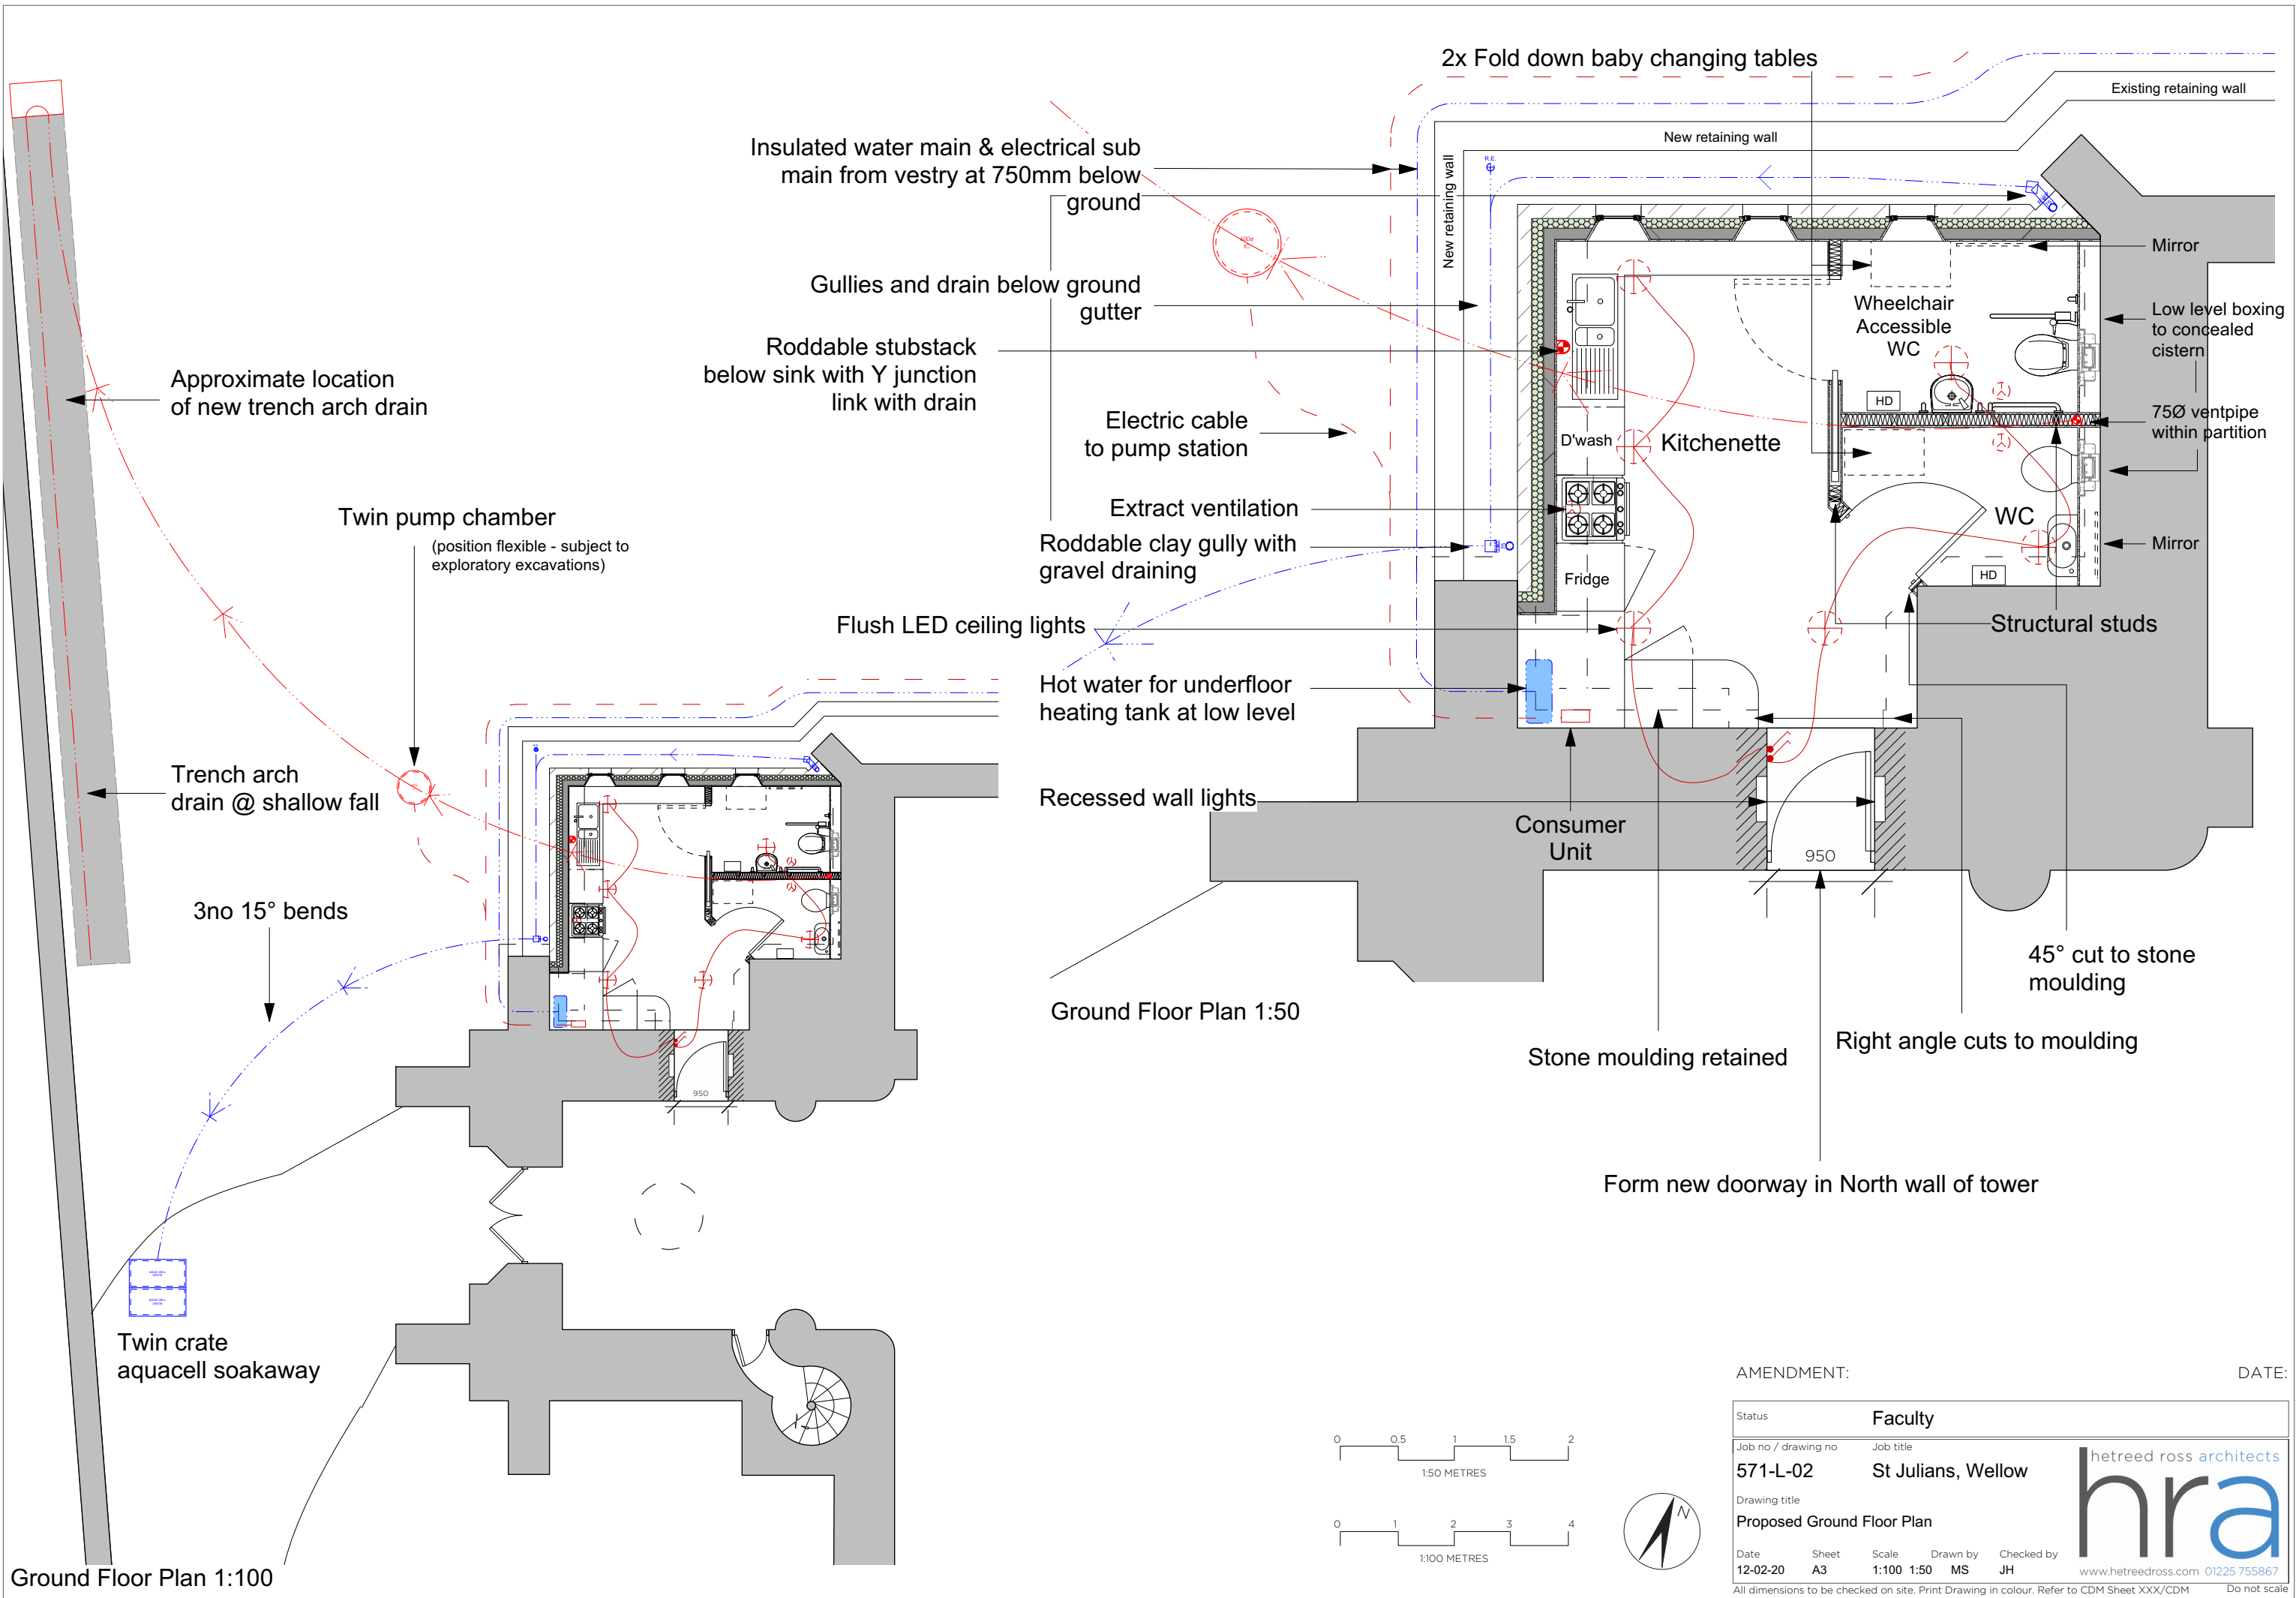 2x Fold down baby changing tables
Existing retaining wall
New retaining wall
Insulated water main & electrical sub
main from vestry at 750mm below
ground
New retaining wall
R.E.
Gullies and drain below ground
gutter
Roddable stubstack
below sink with Y junction
link with drain
Electric cable
to pump station
Extract ventilation
Roddable clay gully with
gravel draining
Flush LED ceiling lights
Hot water for underfloor
heating tank at low level
Recessed wall lights
Consumer
Unit
950
Mirror
Wheelchair
Accessible
WC
Low level boxing
to concealed
cistern
HD
75Ø ventpipe
within partition
D'wash
Kitchenette
Fridge
WC
Mirror
HD
Structural studs
45° cut to stone
moulding
Right angle cuts to moulding
Stone moulding retained
Form new doorway in North wall of tower
Ground Floor Plan 1:50
Approximate location
of new trench arch drain
Twin pump chamber
(position flexible - subject to
exploratory excavations)
Trench arch
drain @ shallow fall
3no 15° bends
950
Twin crate
aquacell soakaway
Ground Floor Plan 1:100
0 0.5 1 1.5 2
1:50 METRES
0 1 2 3 4
1:100 METRES
N
AMENDMENT: DATE:
Status Faculty
Job no / drawing no Job title
571-L-02 St Julians, Wellow
Drawing title
Proposed Ground Floor Plan
Date Sheet Scale Drawn by Checked by
12-02-20 A3 1:100 1:50 MS JH
hetreed ross architects
hra
www.hetreedross.com 01225 755867
All dimensions to be checked on site. Print Drawing in colour. Refer to CDM Sheet XXX/CDM Do not scale